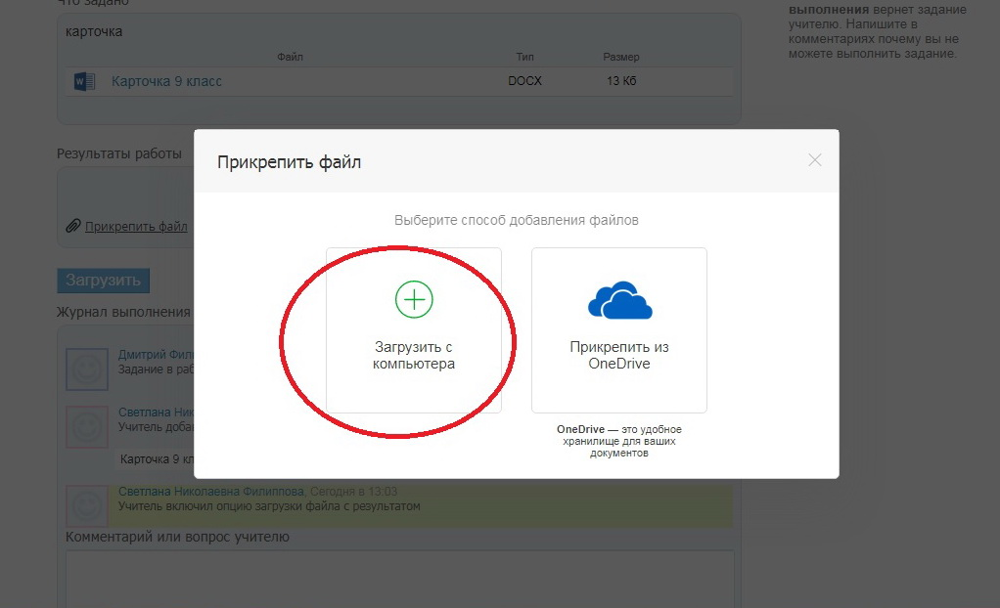 Что задано
выполнения вернет задание
учителю. Напишите в
комментариях почему вы не
можете выполнить задание.
карточка
Файл Тип Размер
Карточка 9 класс DOCX 13 Кб
Результаты работы
Прикрепить файл
Загрузить
Прикрепить файл
Выберите способ добавления файлов
Загрузить с
компьютера
Прикрепить из
OneDrive
OneDrive — это удобное
хранилище для ваших
документов
Журнал выполнения
Дмитрий Фили
Задание в раб
Светлана Ник
Учитель доба
Карточка 9 кл
Светлана Николаевна Филиппова, Сегодня в 13:03
Учитель включил опцию загрузки файла с результатом
Комментарий или вопрос учителю